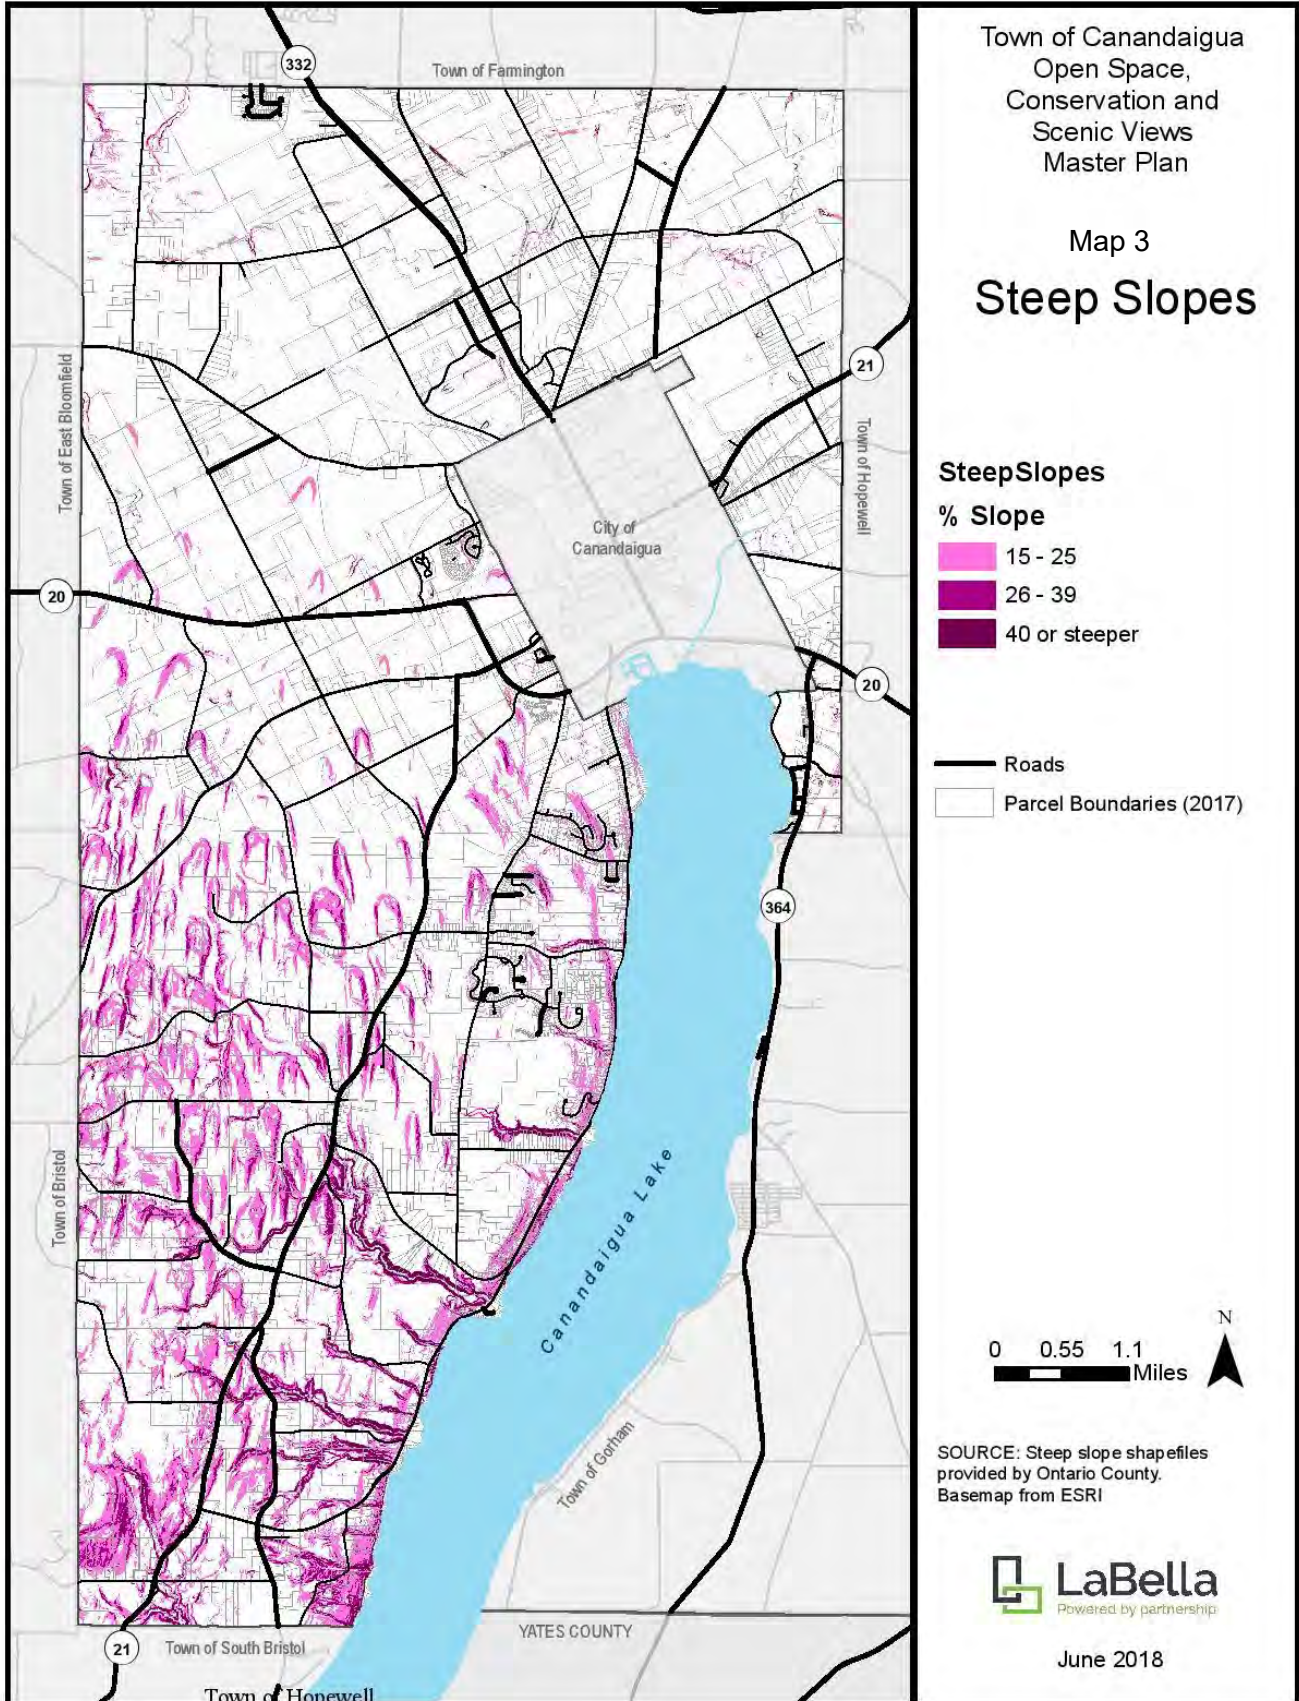 Town of Canandaigua
Open Space,
Conservation and
Scenic Views
Master Plan
Map 3
Steep Slopes
SteepSlopes
% Slope
15 - 25
26 - 39
40 or steeper
Roads
Parcel Boundaries (2017)
N
0 0.55 1.1
Miles
SOURCE: Steep slope shapefiles
provided by Ontario County.
Basemap from ESRI
LaBella
Powered by partnership
June 2018
332
Town of Farmington
21
Town of East Bloomfield
Town of Hopewell
City of
Canandaigua
20
20
364
Town of Bristol
Canandaigua Lake
Town of Gorham
YATES COUNTY
21
Town of South Bristol
Town of Hopewell